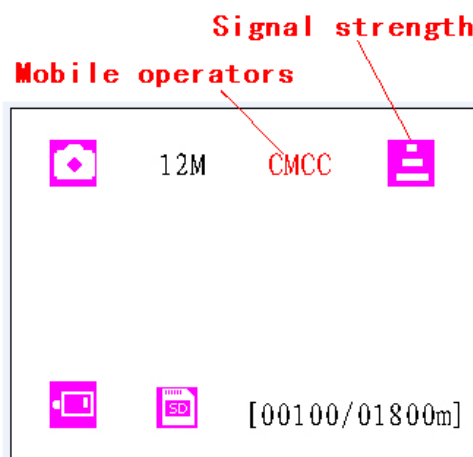 Signal strength
Mobile operators
12M CMCC
SD [00100/01800m]